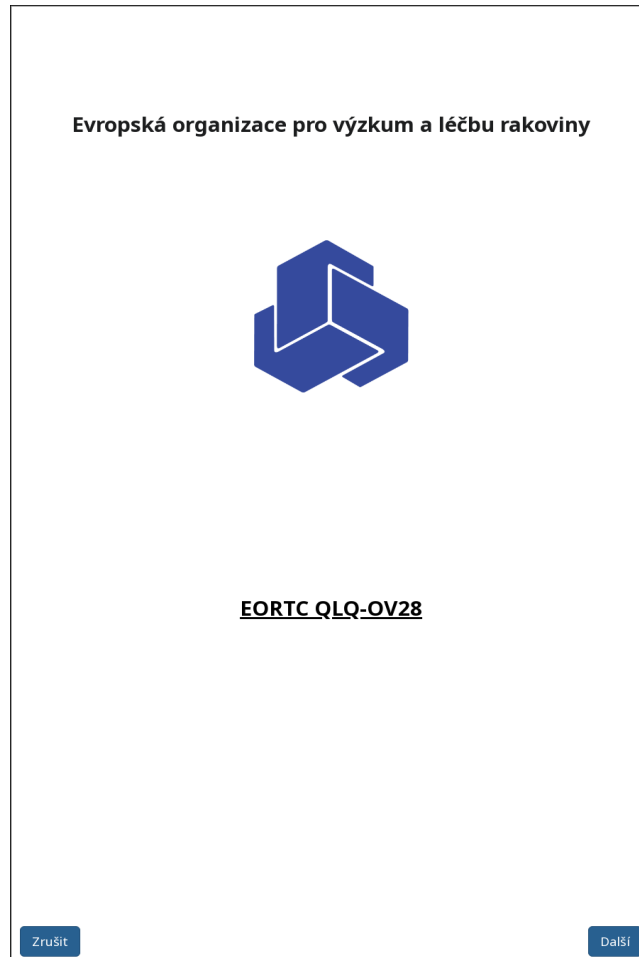 Evropská organizace pro výzkum a léčbu rakoviny
EORTC QLQ-OV28
Zrušit
Další